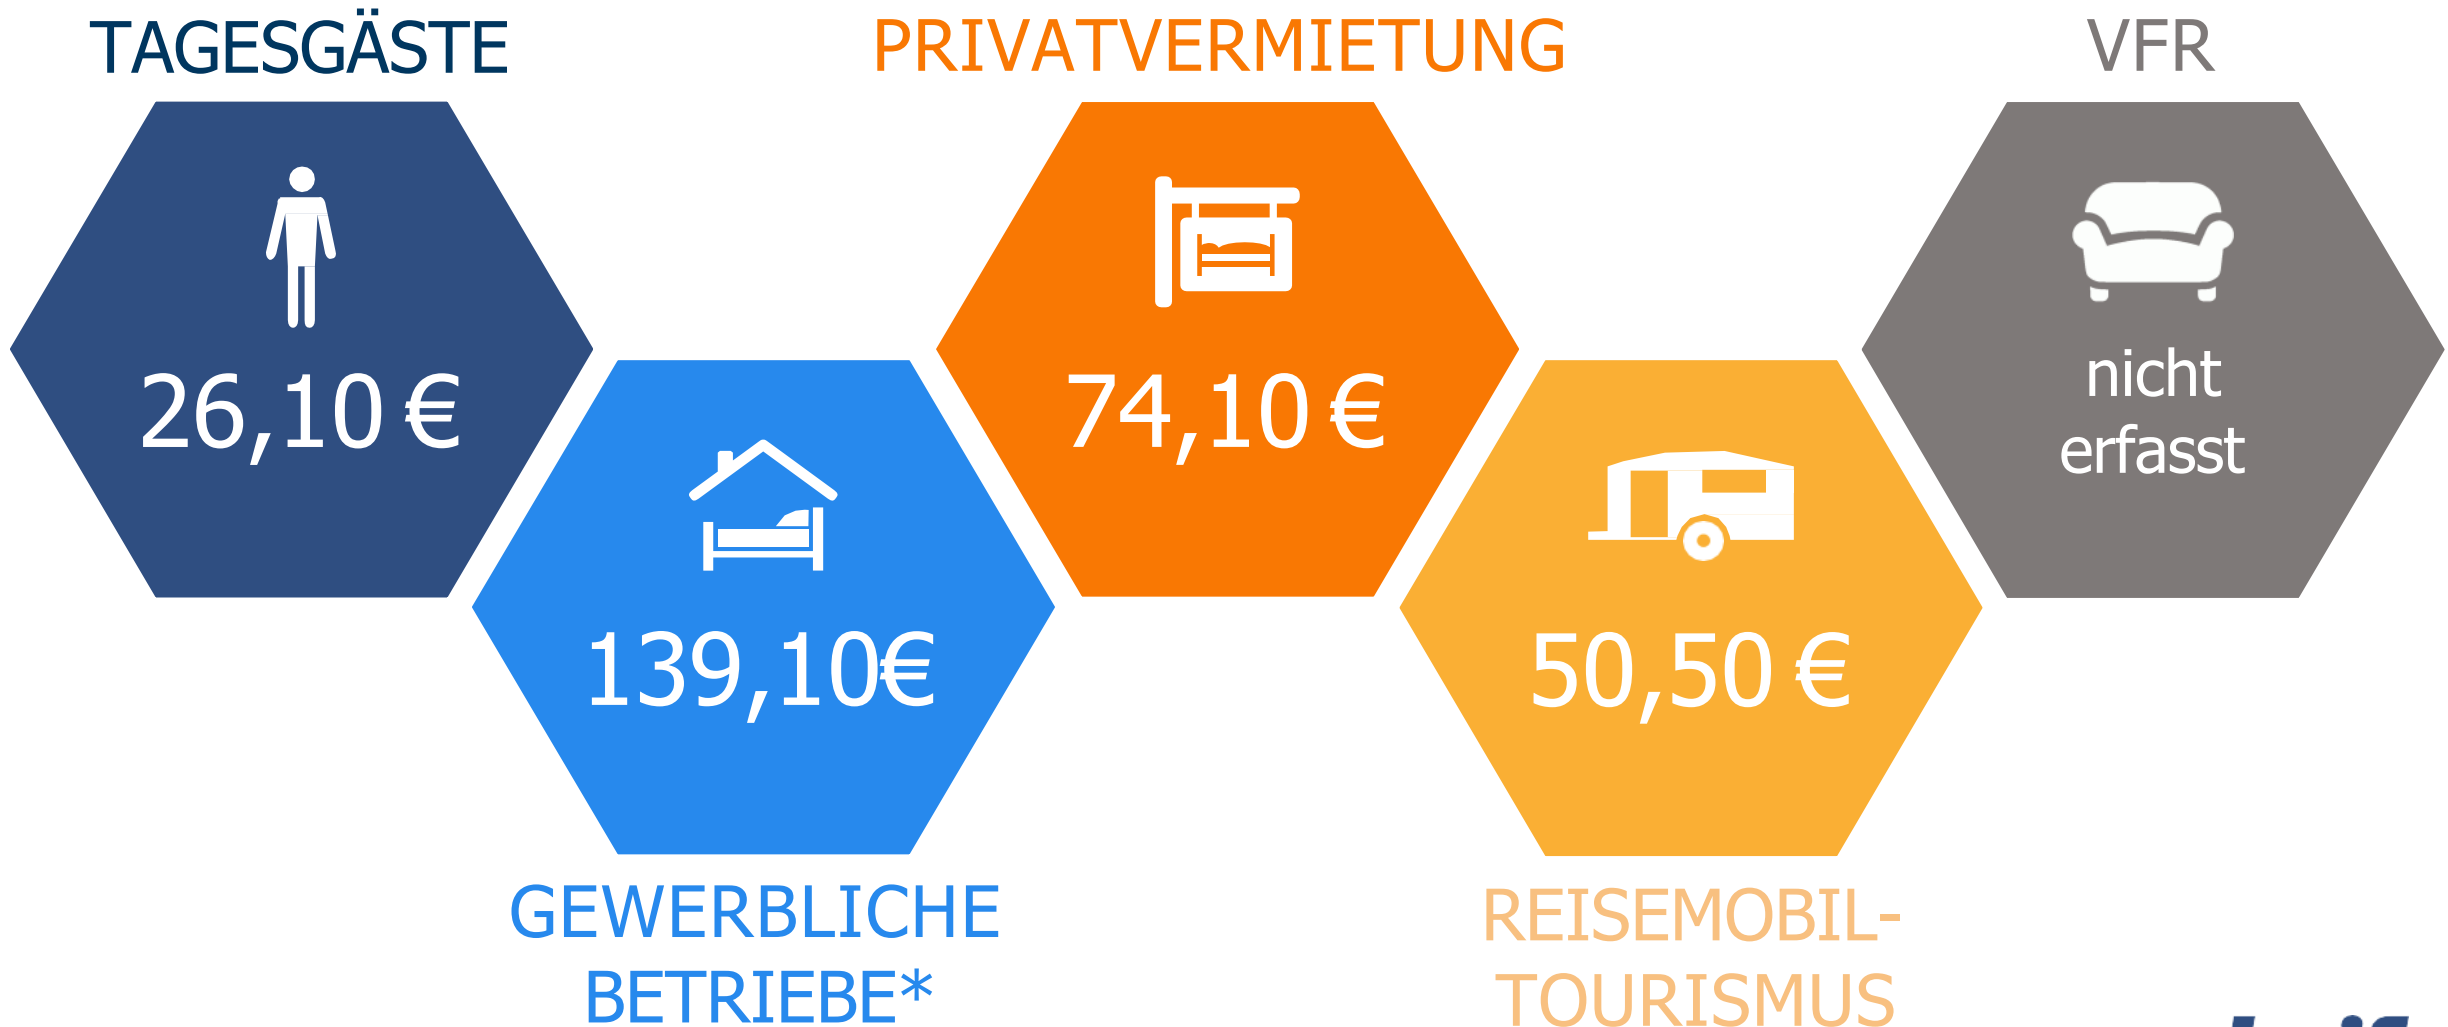 TAGESGÄSTE
26,10 €
GEWERBLICHE
BETRIEBE*
139,10€
PRIVATVERMIETUNG
74,10 €
REISEMOBIL-
TOURISMUS
50,50 €
VFR
nicht
erfasst